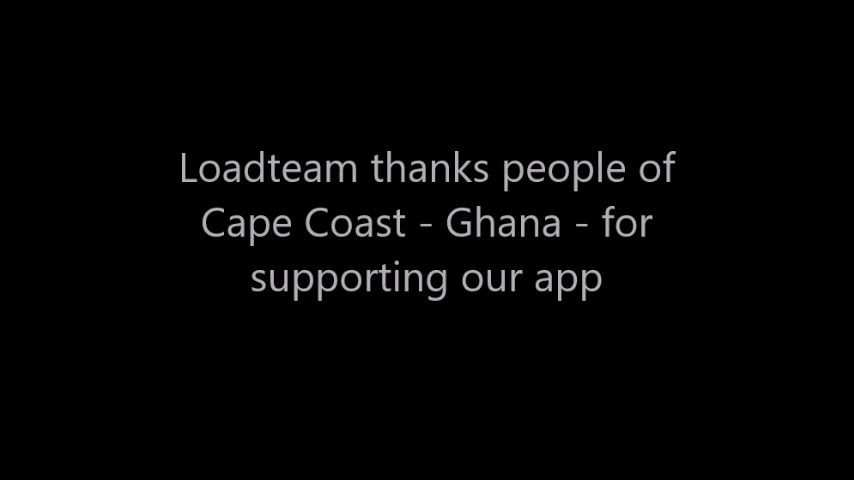 Loadteam thanks people of
Cape Coast - Ghana - for
supporting our app